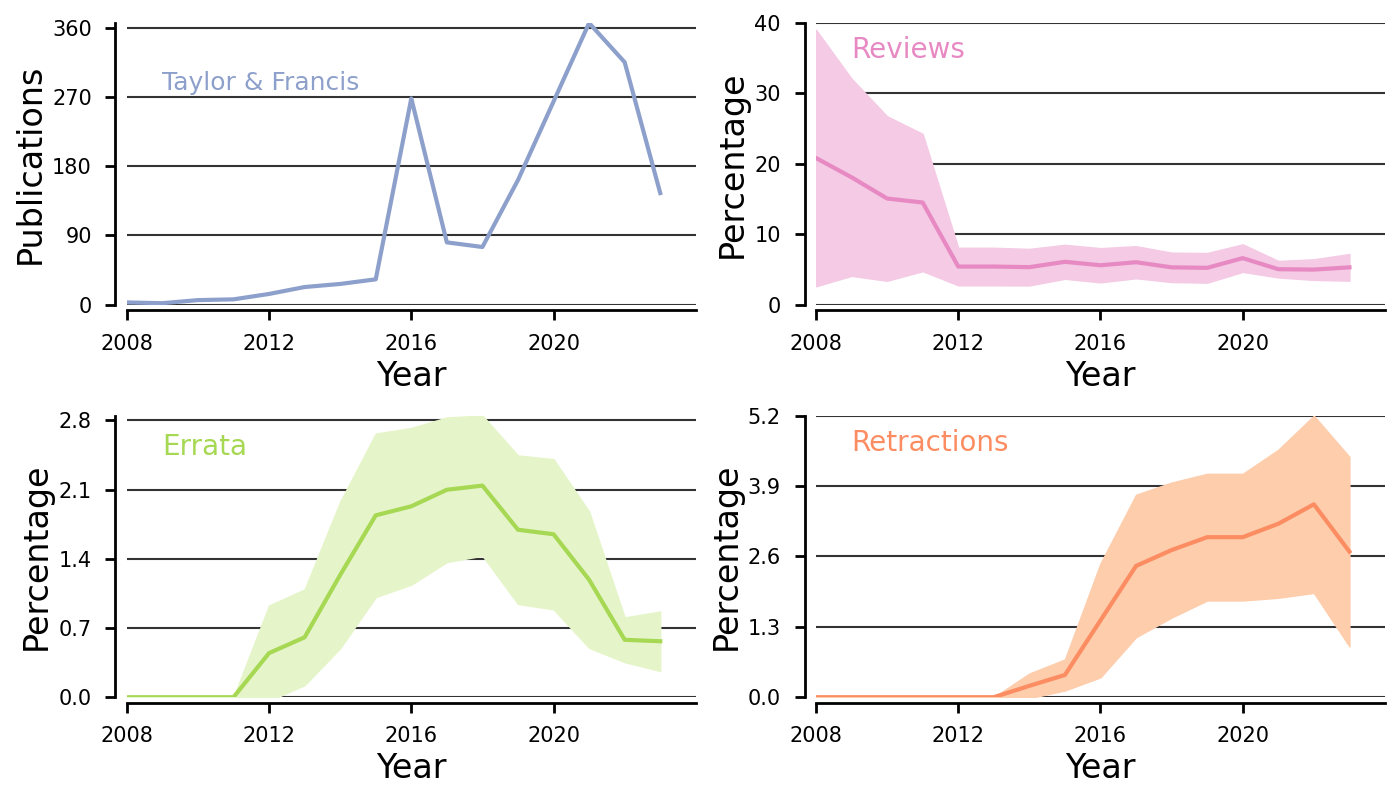 Publications
360
270
180
90
0
Taylor & Francis
2008 2012 2016 2020
Year
Percentage
40
30
20
10
0
Reviews
2008 2012 2016 2020
Year
Percentage
2.8
2.1
1.4
0.7
0.0
Errata
2008 2012 2016 2020
Year
Percentage
5.2
3.9
2.6
1.3
0.0
Retractions
2008 2012 2016 2020
Year